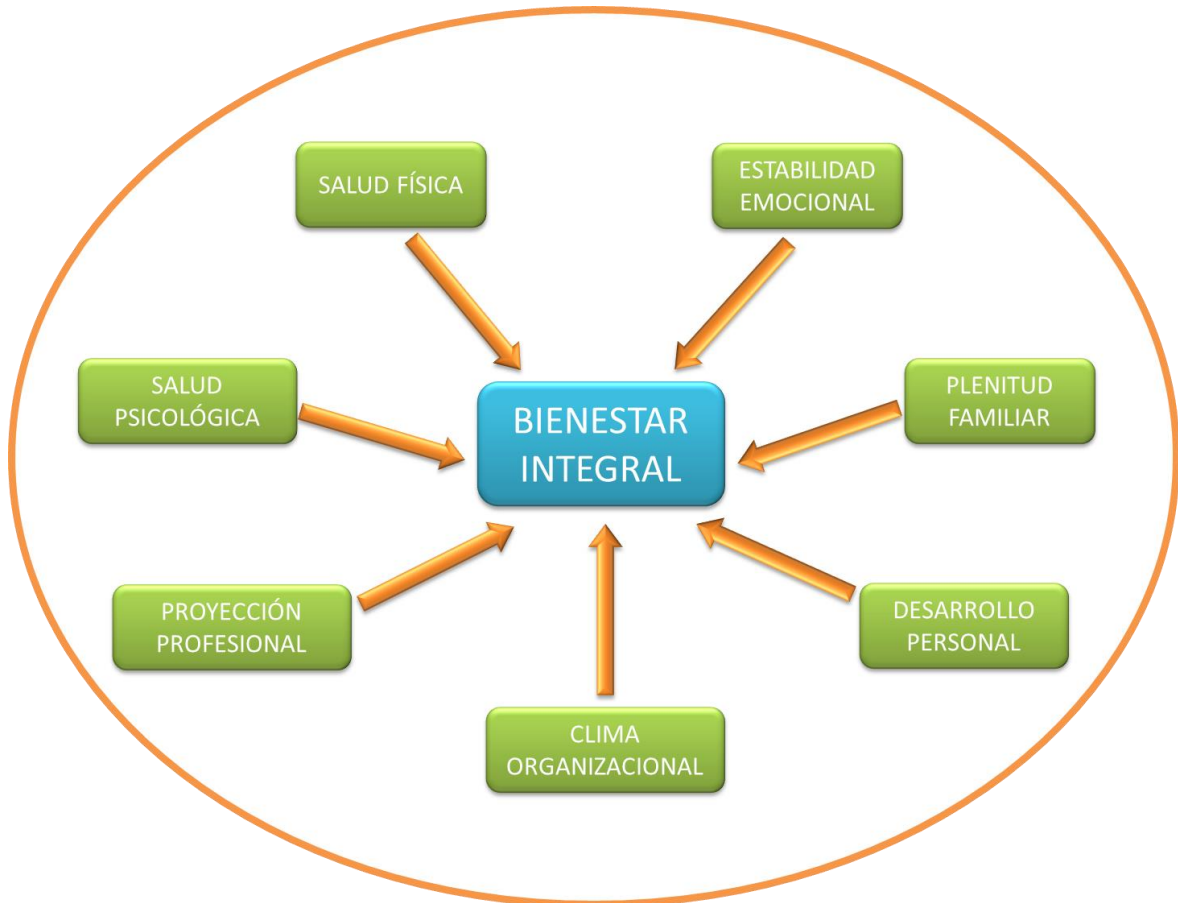 SALUD FÍSICA
ESTABILIDAD
EMOCIONAL
SALUD
PSICOLÓGICA
BIENESTAR
INTEGRAL
PLENITUD
FAMILIAR
PROYECCIÓN
PROFESIONAL
DESARROLLO
PERSONAL
CLIMA
ORGANIZACIONAL